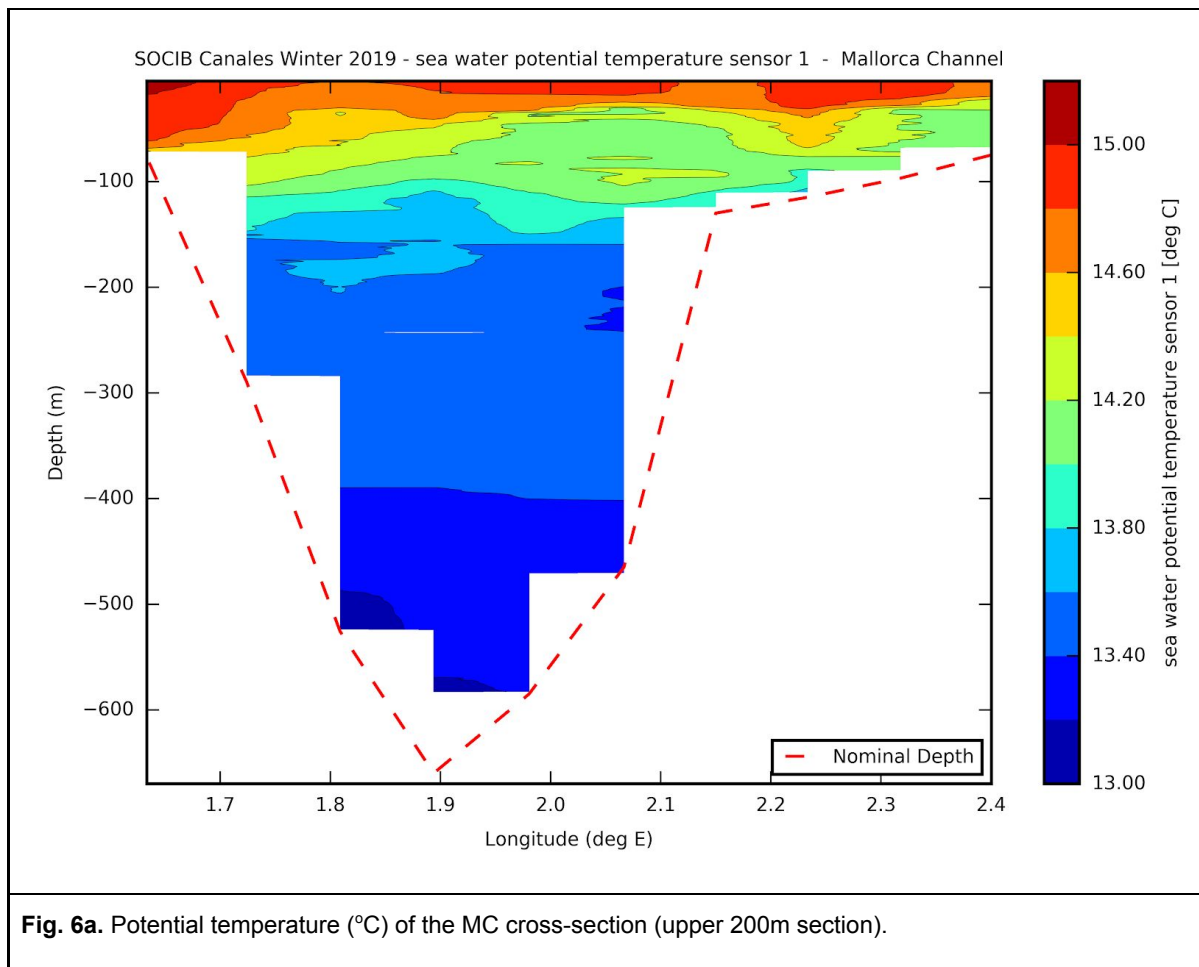 SOCIB Canales Winter 2019 - sea water potential temperature sensor 1 - Mallorca Channel
−100
−200
−300
−400
−500
−600
Depth (m)
1.7 1.8 1.9 2.0 2.1 2.2 2.3 2.4
Longitude (deg E)
Nominal Depth
15.00
14.60
14.20
13.80
13.40
13.00
sea water potential temperature sensor 1 [deg C]
Fig. 6a. Potential temperature (°C) of the MC cross-section (upper 200m section).